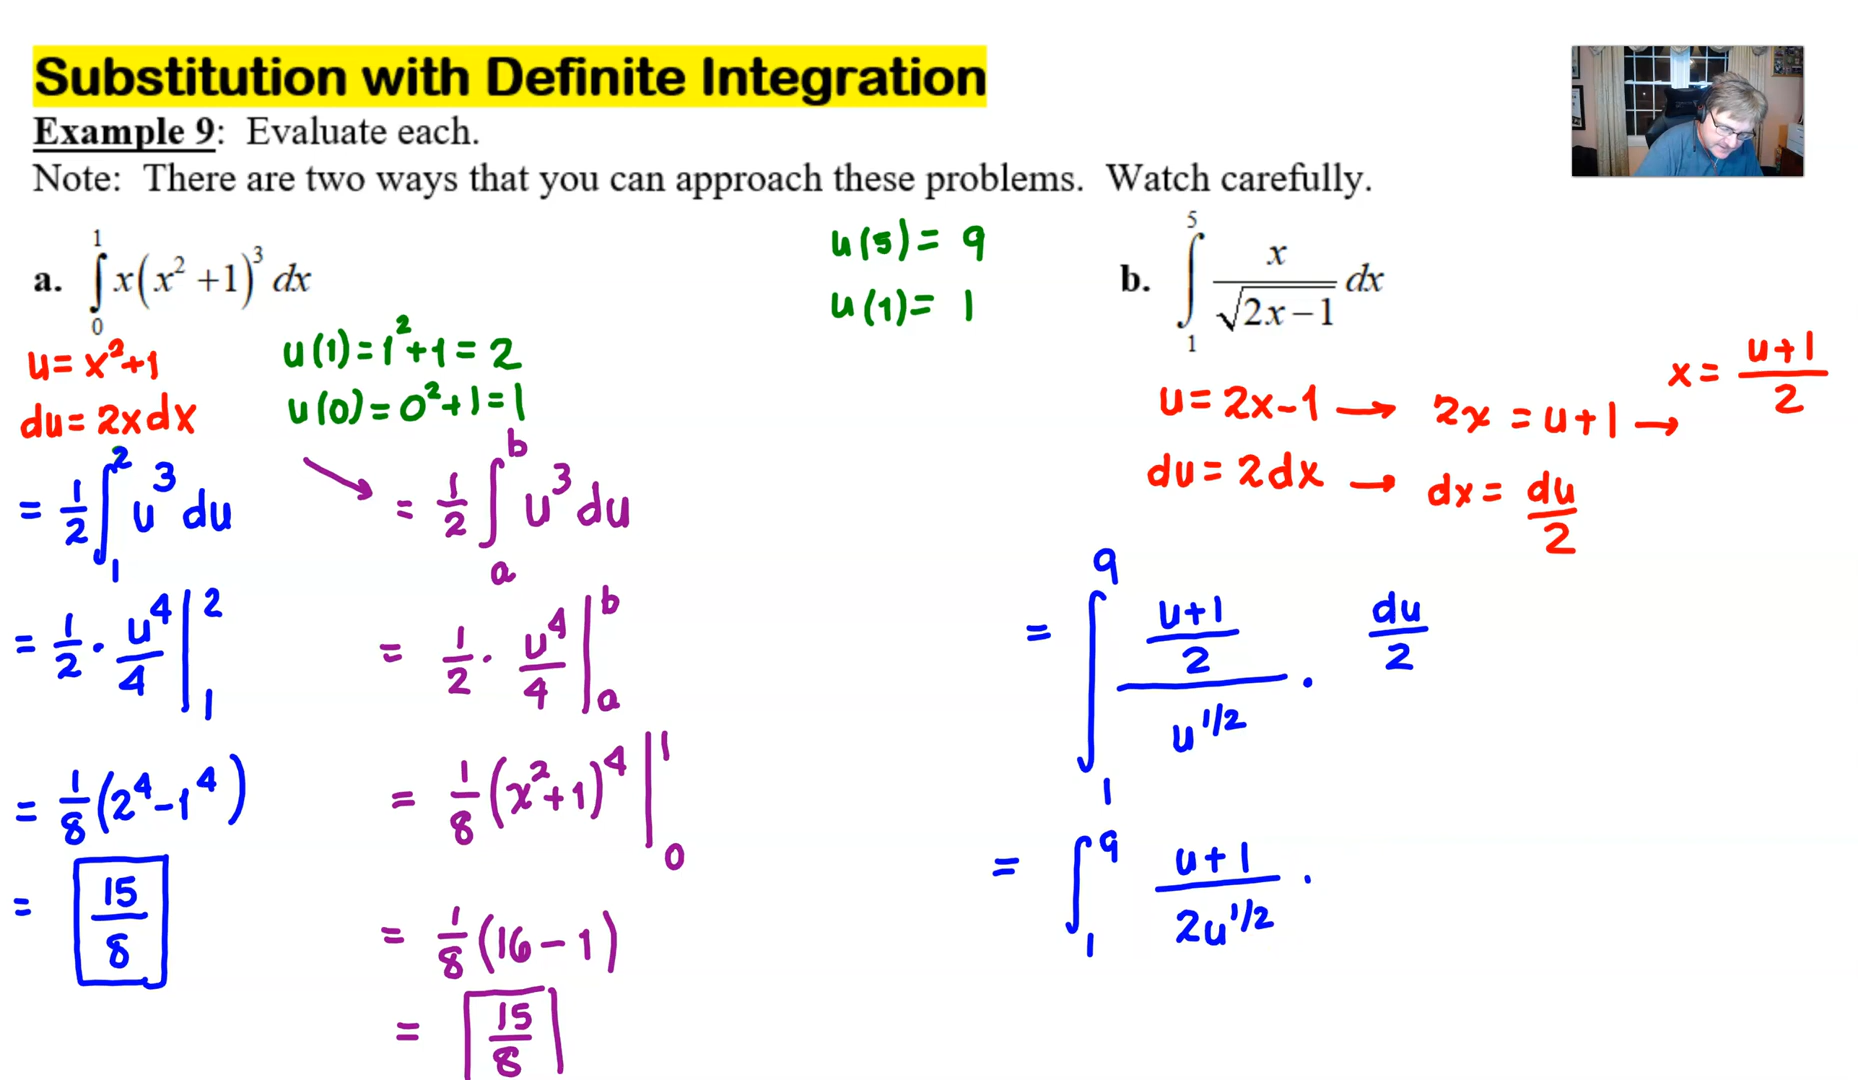 Substitution with Definite Integration
Example 9: Evaluate each.
Note: There are two ways that you can approach these problems. Watch carefully.
a. ∫₀¹ x(x² +1)³ dx
u = x²+1
du = 2x dx
u(1) = 1²+1 = 2
u(0) = 0²+1 = 1
= 1/2 ∫₁² u³ du
= 1/2 · u⁴/4 |₁²
= 1/8 (2⁴ - 1⁴)
= 15/8
= 1/2 ∫ₐᵇ u³ du
= 1/2 · u⁴/4 |ₐᵇ
= 1/8 (x²+1)⁴ |₀¹
= 1/8 (16 - 1)
= 15/8
u(5) = 9
u(1) = 1
b. ∫₁⁵ x/√(2x−1) dx
u = 2x-1 → 2x = u+1 → x = (u+1)/2
du = 2dx → dx = du/2
= ∫₁⁹ ((u+1)/2)/u^(1/2) · du/2
= ∫₁⁹ (u+1)/(2u^(1/2)) ·